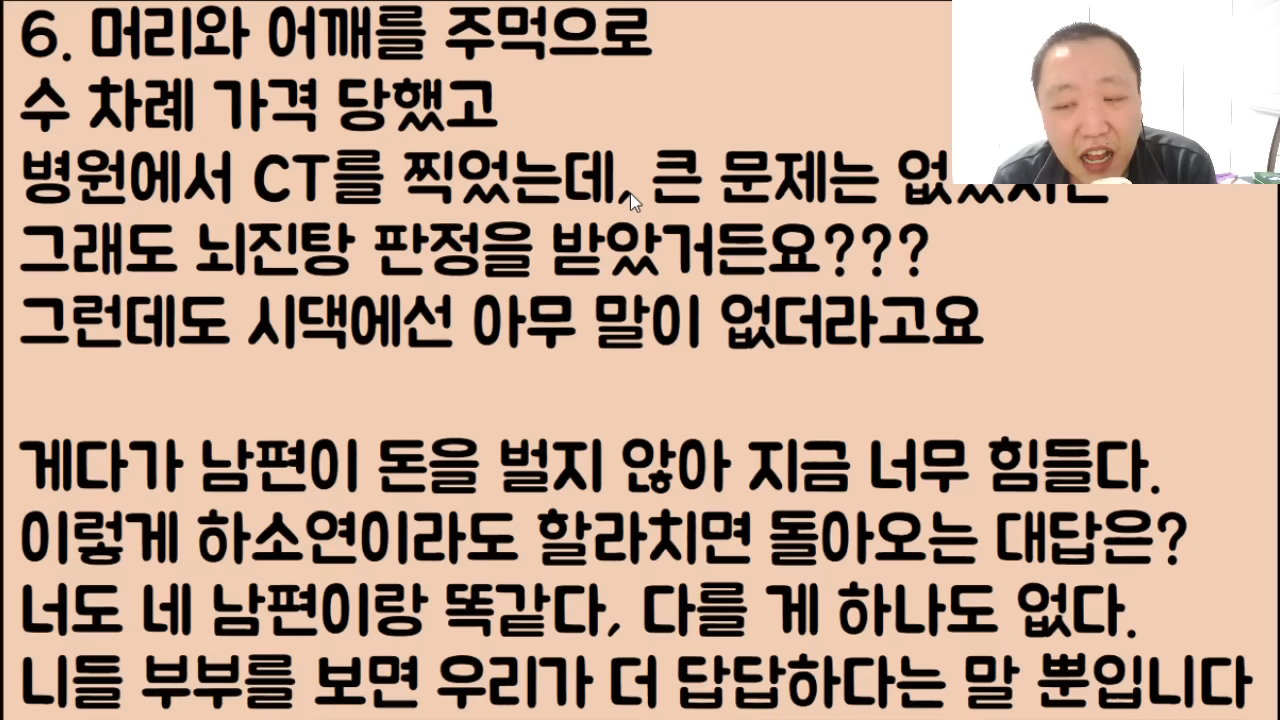 6. 머리와 어깨를 주먹으로
수 차례 가격 당했고
병원에서 CT를 찍었는데, 큰 문제는
그래도 뇌진탕 판정을 받았거든요???
그런데도 시댁에선 아무 말이 없더라고요
게다가 남편이 돈을 벌지 않아 지금 너무 힘들다.
이렇게 하소연이라도 할라치면 돌아오는 대답은?
너도 네 남편이랑 똑같다, 다를 게 하나도 없다.
니들 부부를 보면 우리가 더 답답하다는 말 뿐입니다